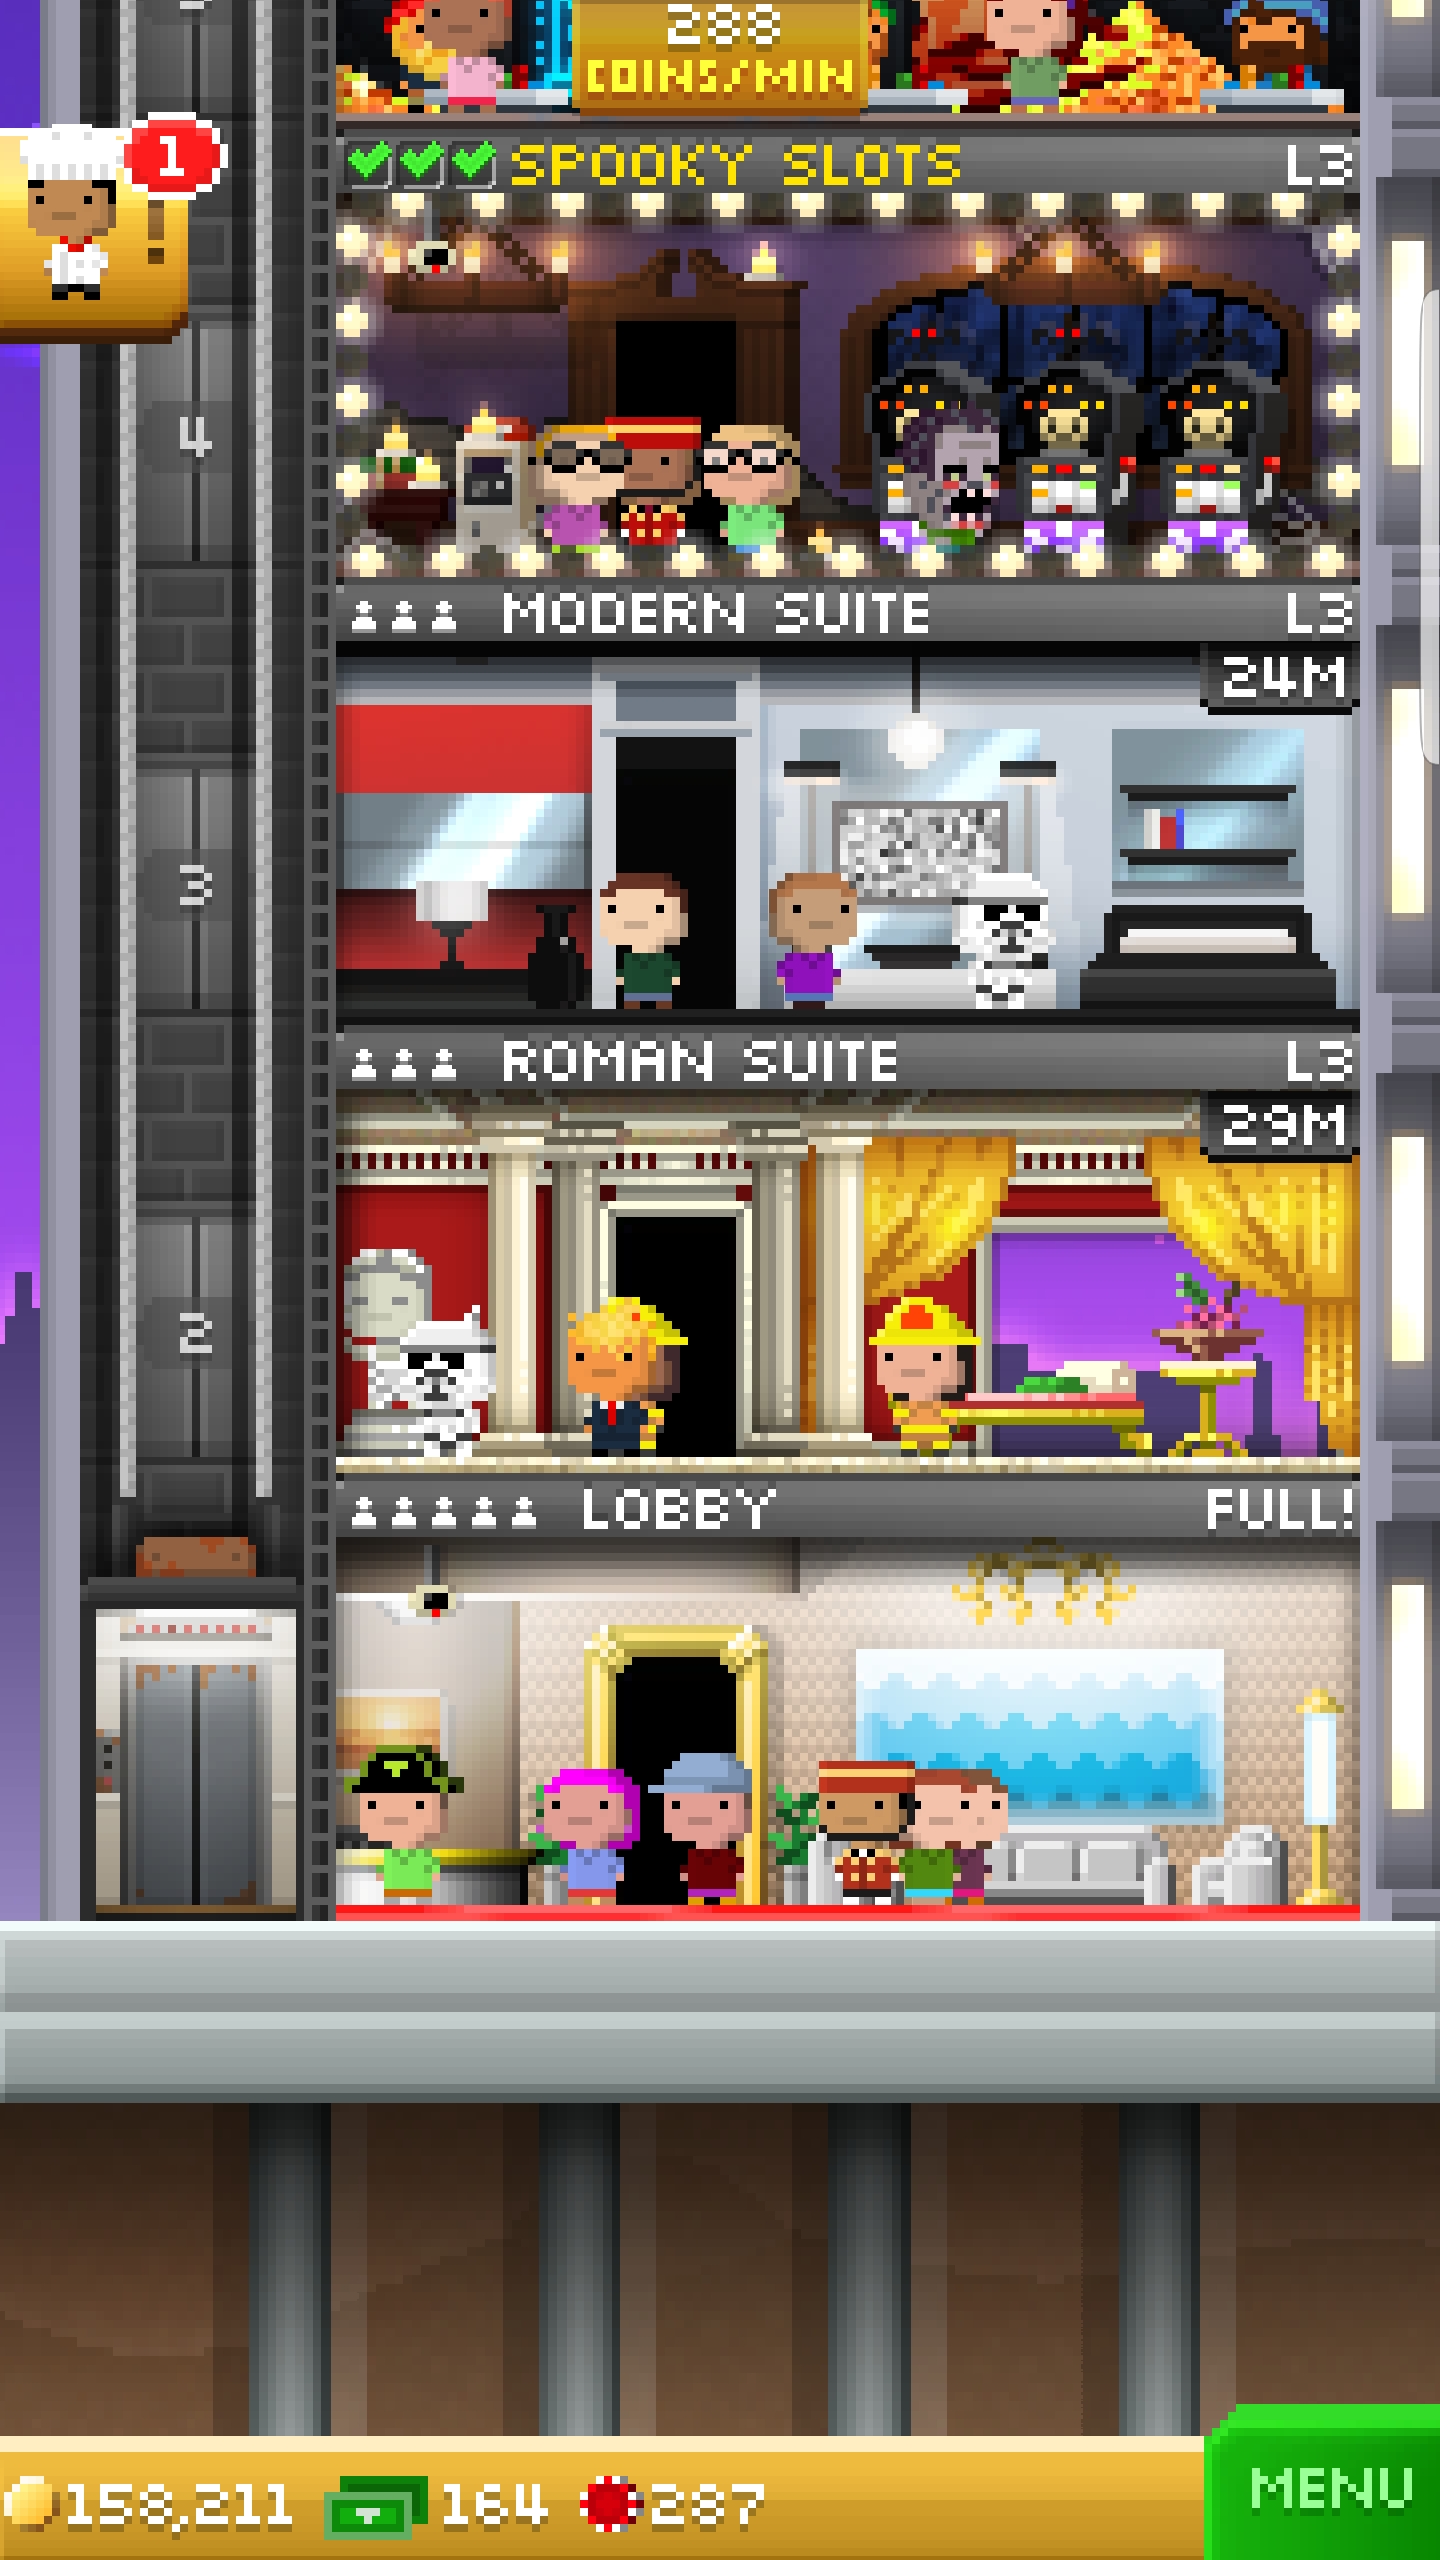 288
COINS/MIN
1
SPOOKY SLOTS L3
4
MODERN SUITE L3
24M
3
ROMAN SUITE L3
29M
2
LOBBY FULL!
158,211 164 287
MENU